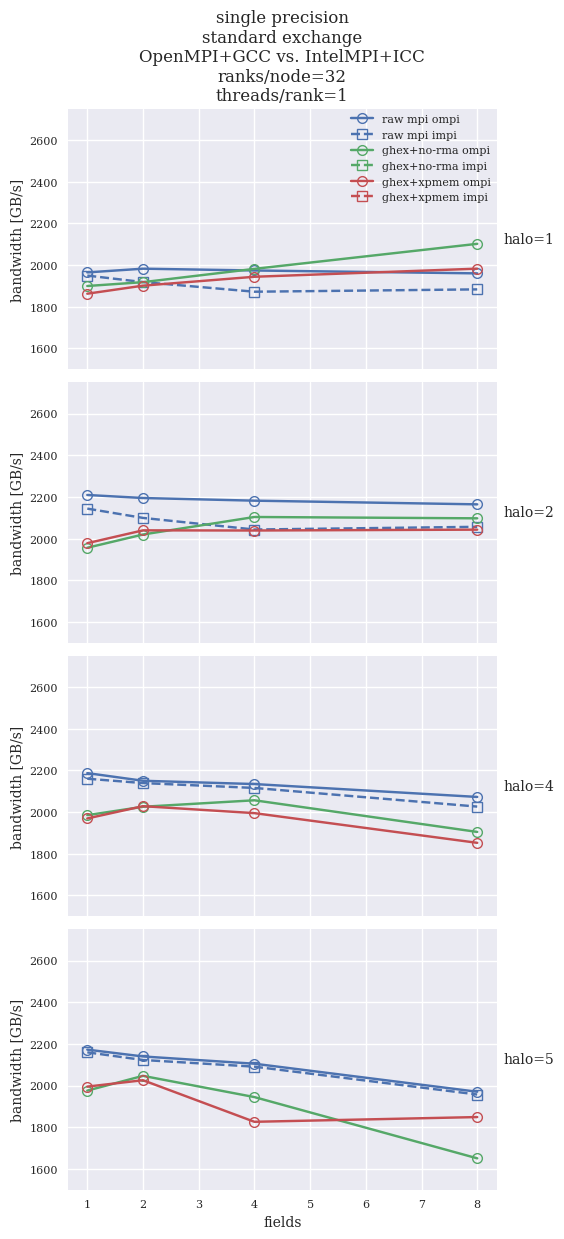 single precision
standard exchange
OpenMPI+GCC vs. IntelMPI+ICC
ranks/node=32
threads/rank=1
raw mpi ompi
raw mpi impi
ghex+no-rma ompi
ghex+no-rma impi
ghex+xpmem ompi
ghex+xpmem impi
2600
2400
2200
2000
1800
1600
bandwidth [GB/s]
halo=1
2600
2400
2200
2000
1800
1600
bandwidth [GB/s]
halo=2
2600
2400
2200
2000
1800
1600
bandwidth [GB/s]
halo=4
2600
2400
2200
2000
1800
1600
bandwidth [GB/s]
halo=5
1 2 3 4 5 6 7 8
fields